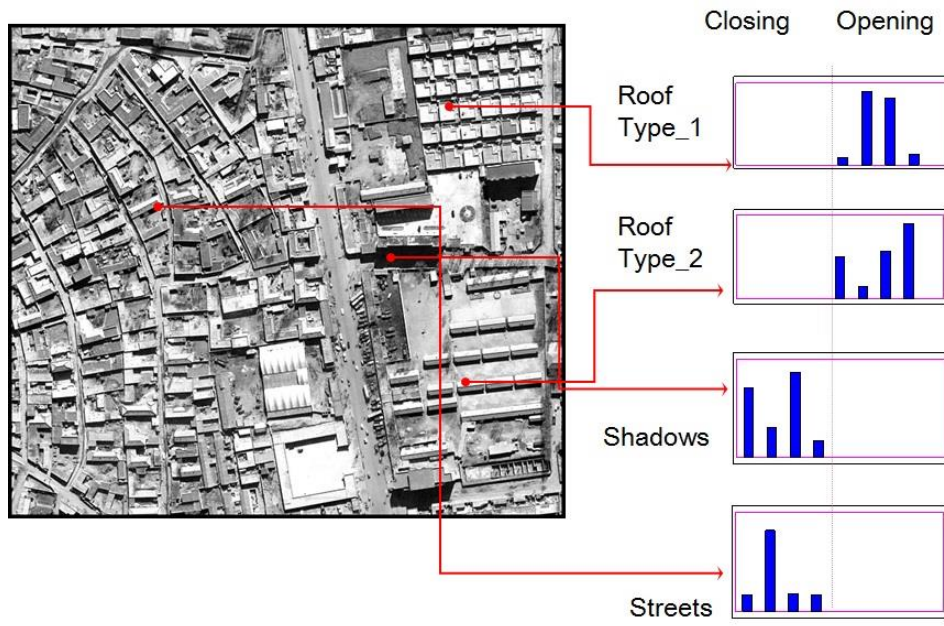 Closing Opening
Roof
Type_1
Roof
Type_2
Shadows
Streets